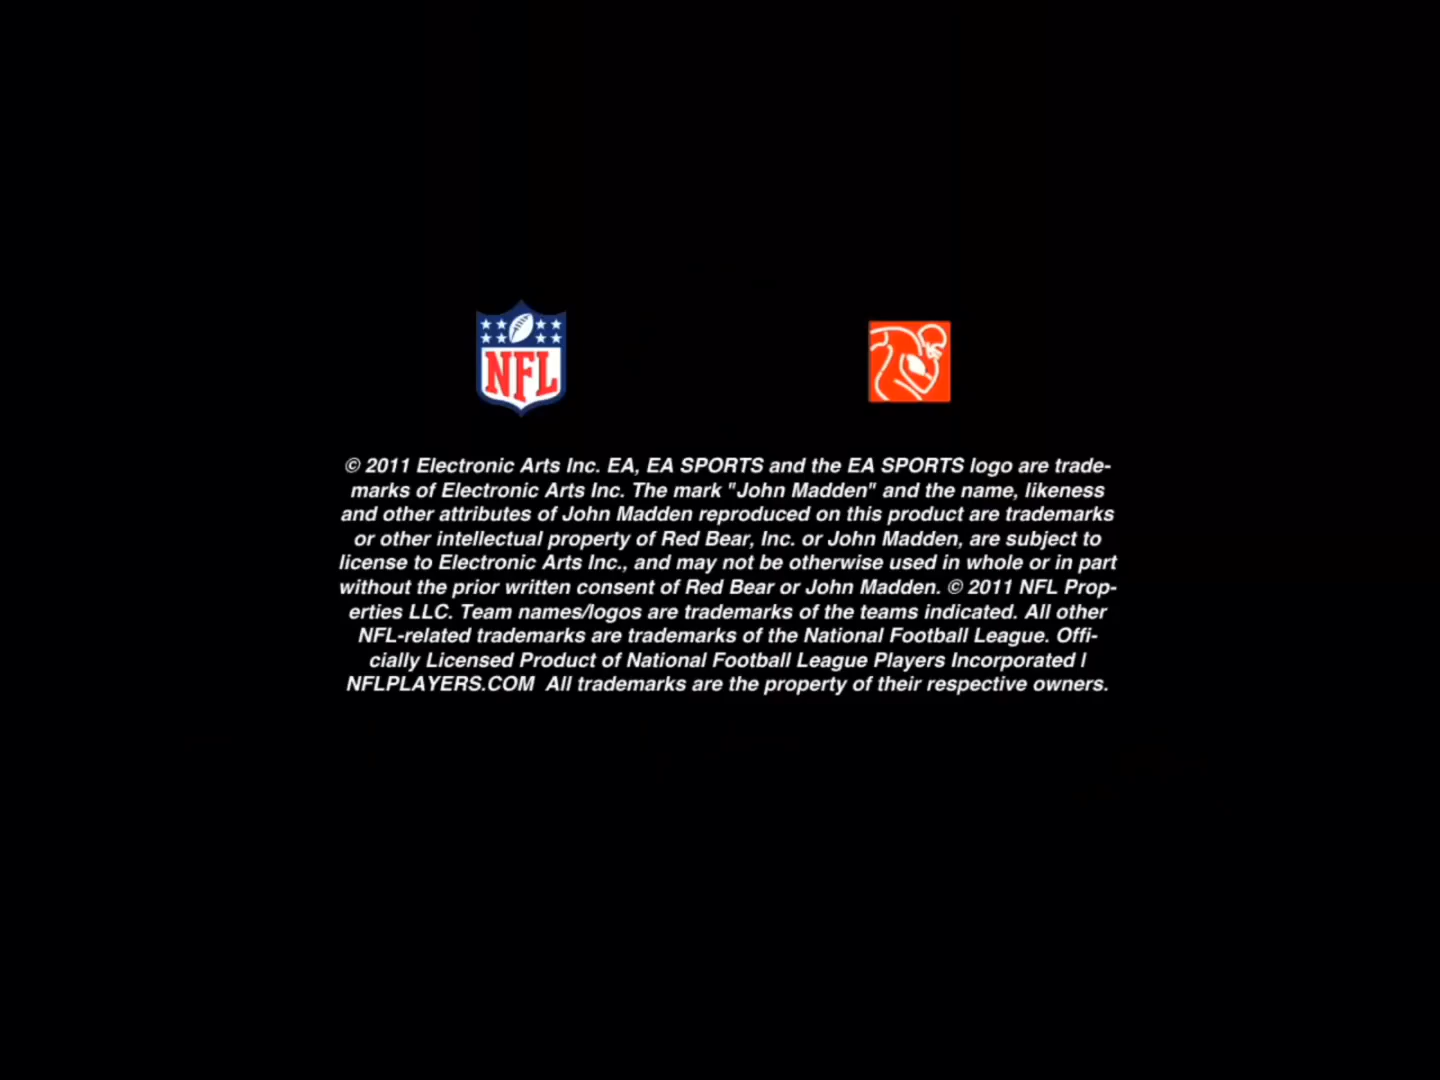 NFL
© 2011 Electronic Arts Inc. EA, EA SPORTS and the EA SPORTS logo are trade-
marks of Electronic Arts Inc. The mark "John Madden" and the name, likeness
and other attributes of John Madden reproduced on this product are trademarks
or other intellectual property of Red Bear, Inc. or John Madden, are subject to
license to Electronic Arts Inc., and may not be otherwise used in whole or in part
without the prior written consent of Red Bear or John Madden. © 2011 NFL Prop-
erties LLC. Team names/logos are trademarks of the teams indicated. All other
NFL-related trademarks are trademarks of the National Football League. Offi-
cially Licensed Product of National Football League Players Incorporated |
NFLPLAYERS.COM  All trademarks are the property of their respective owners.